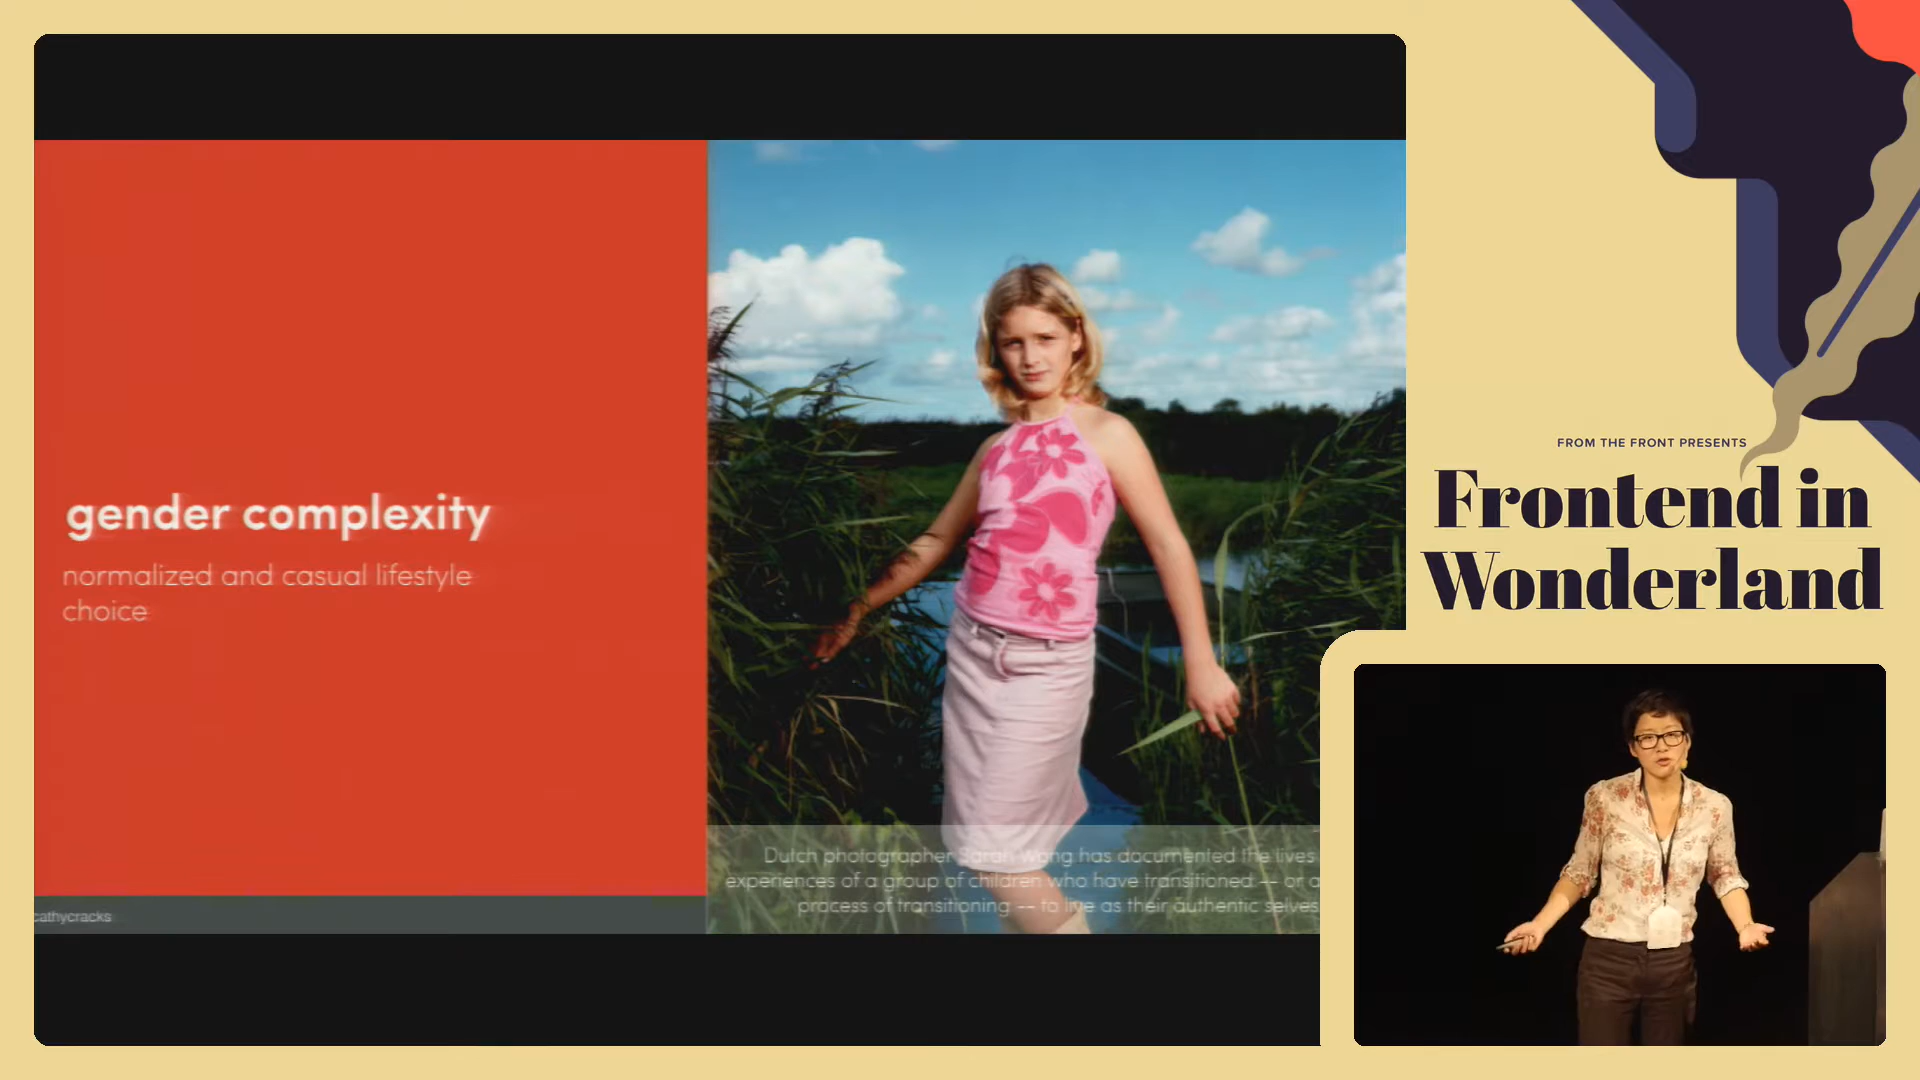 gender complexity
normalized and casual lifestyle
choice
cathycracks
Dutch photographer Sarah Wong has documented the lives
experiences of a group of children who have transitioned -- or a
process of transitioning -- to live as their authentic selves
FROM THE FRONT PRESENTS
Frontend in
Wonderland